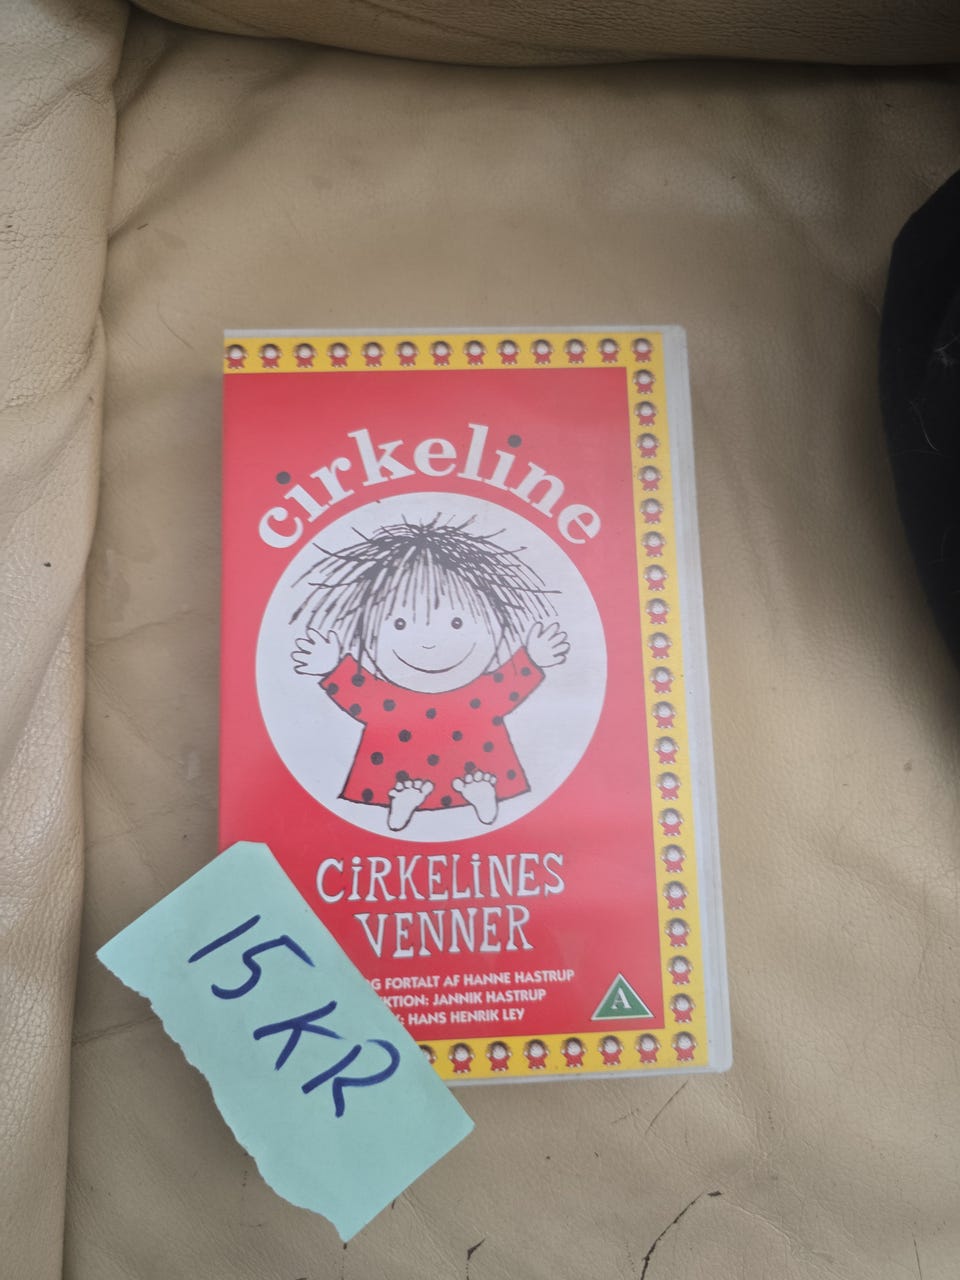 cirkeline
CiRKELiNES
VENNER
FORTALT AF HANNE HASTRUP
JANNIK HASTRUP
HANS HENRIK LEY
A
15 KR